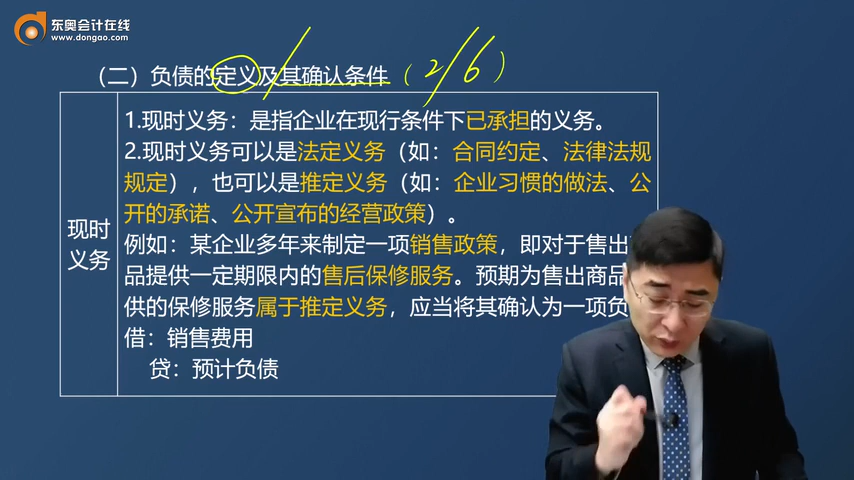 东奥会计在线
www.dongao.com
（二）负债的定义及其确认条件（2/6）
1.现时义务：是指企业在现行条件下已承担的义务。
2.现时义务可以是法定义务（如：合同约定、法律法规
规定），也可以是推定义务（如：企业习惯的做法、公
开的承诺、公开宣布的经营政策）。
现时
义务
例如：某企业多年来制定一项销售政策，即对于售出
品提供一定期限内的售后保修服务。预期为售出商品
供的保修服务属于推定义务，应当将其确认为一项负
借：销售费用
贷：预计负债